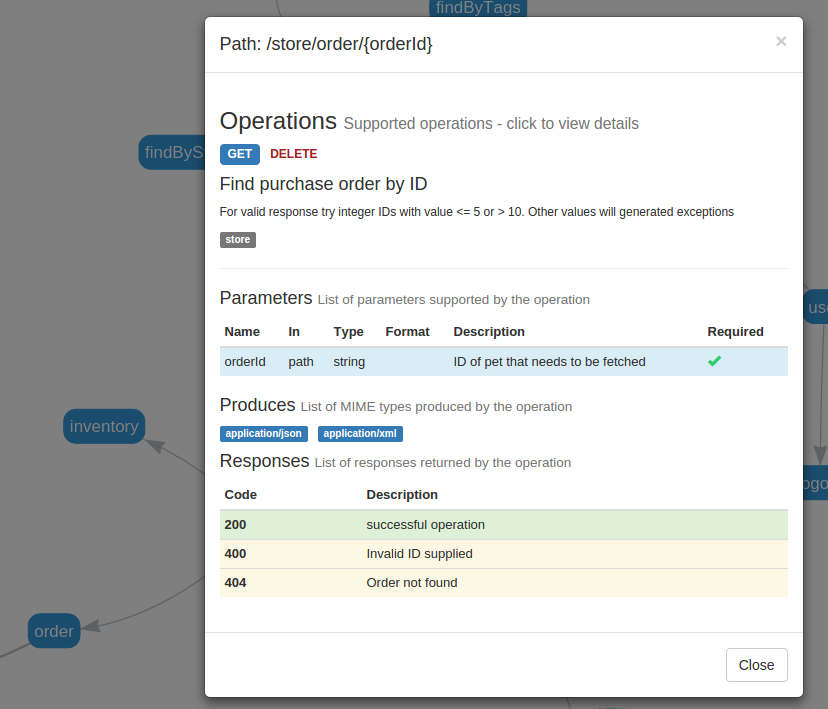 findByTags
Path: /store/order/{orderId}
×
Operations Supported operations - click to view details
GET DELETE
findByS
Find purchase order by ID
For valid response try integer IDs with value <= 5 or > 10. Other values will generated exceptions
store
Parameters List of parameters supported by the operation
use
Name In Type Format Description Required
orderId path string ID of pet that needs to be fetched ✔
Produces List of MIME types produced by the operation
inventory
application/json application/xml
Responses List of responses returned by the operation
ogo
Code Description
200 successful operation
400 Invalid ID supplied
404 Order not found
order
Close